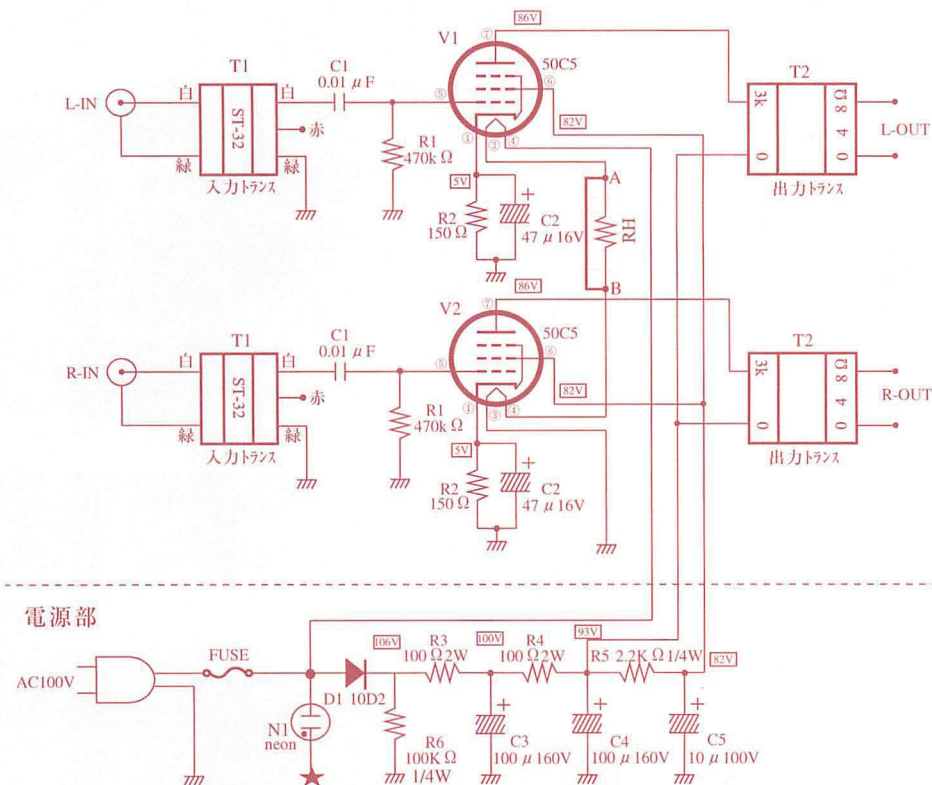 86V
V1
⑦
50C5
T1
C1
0.01 μF
T2
L-IN
白
ST-32
白
赤
緑
緑
入力トランス
⑤
⑥
①
③
④
82V
R1
470k Ω
5V
R2
150 Ω
C2
47 μ 16V
+
A
RH
B
3k
0
0 4 8Ω
L-OUT
出力トランス
86V
V2
⑦
50C5
T1
C1
0.01 μF
T2
R-IN
白
ST-32
白
赤
緑
緑
入力トランス
⑤
⑥
①
③
④
82V
R1
470k Ω
5V
R2
150 Ω
C2
47 μ 16V
+
3k
0
0 4 8Ω
R-OUT
出力トランス
電源部
AC100V
FUSE
N1
neon
D1 10D2
106V
R3
100 Ω 2W
100V
R4
100 Ω 2W
93V
R5 2.2K Ω 1/4W
82V
R6
100K Ω
1/4W
+
C3
100 μ 160V
+
C4
100 μ 160V
+
C5
10 μ 100V